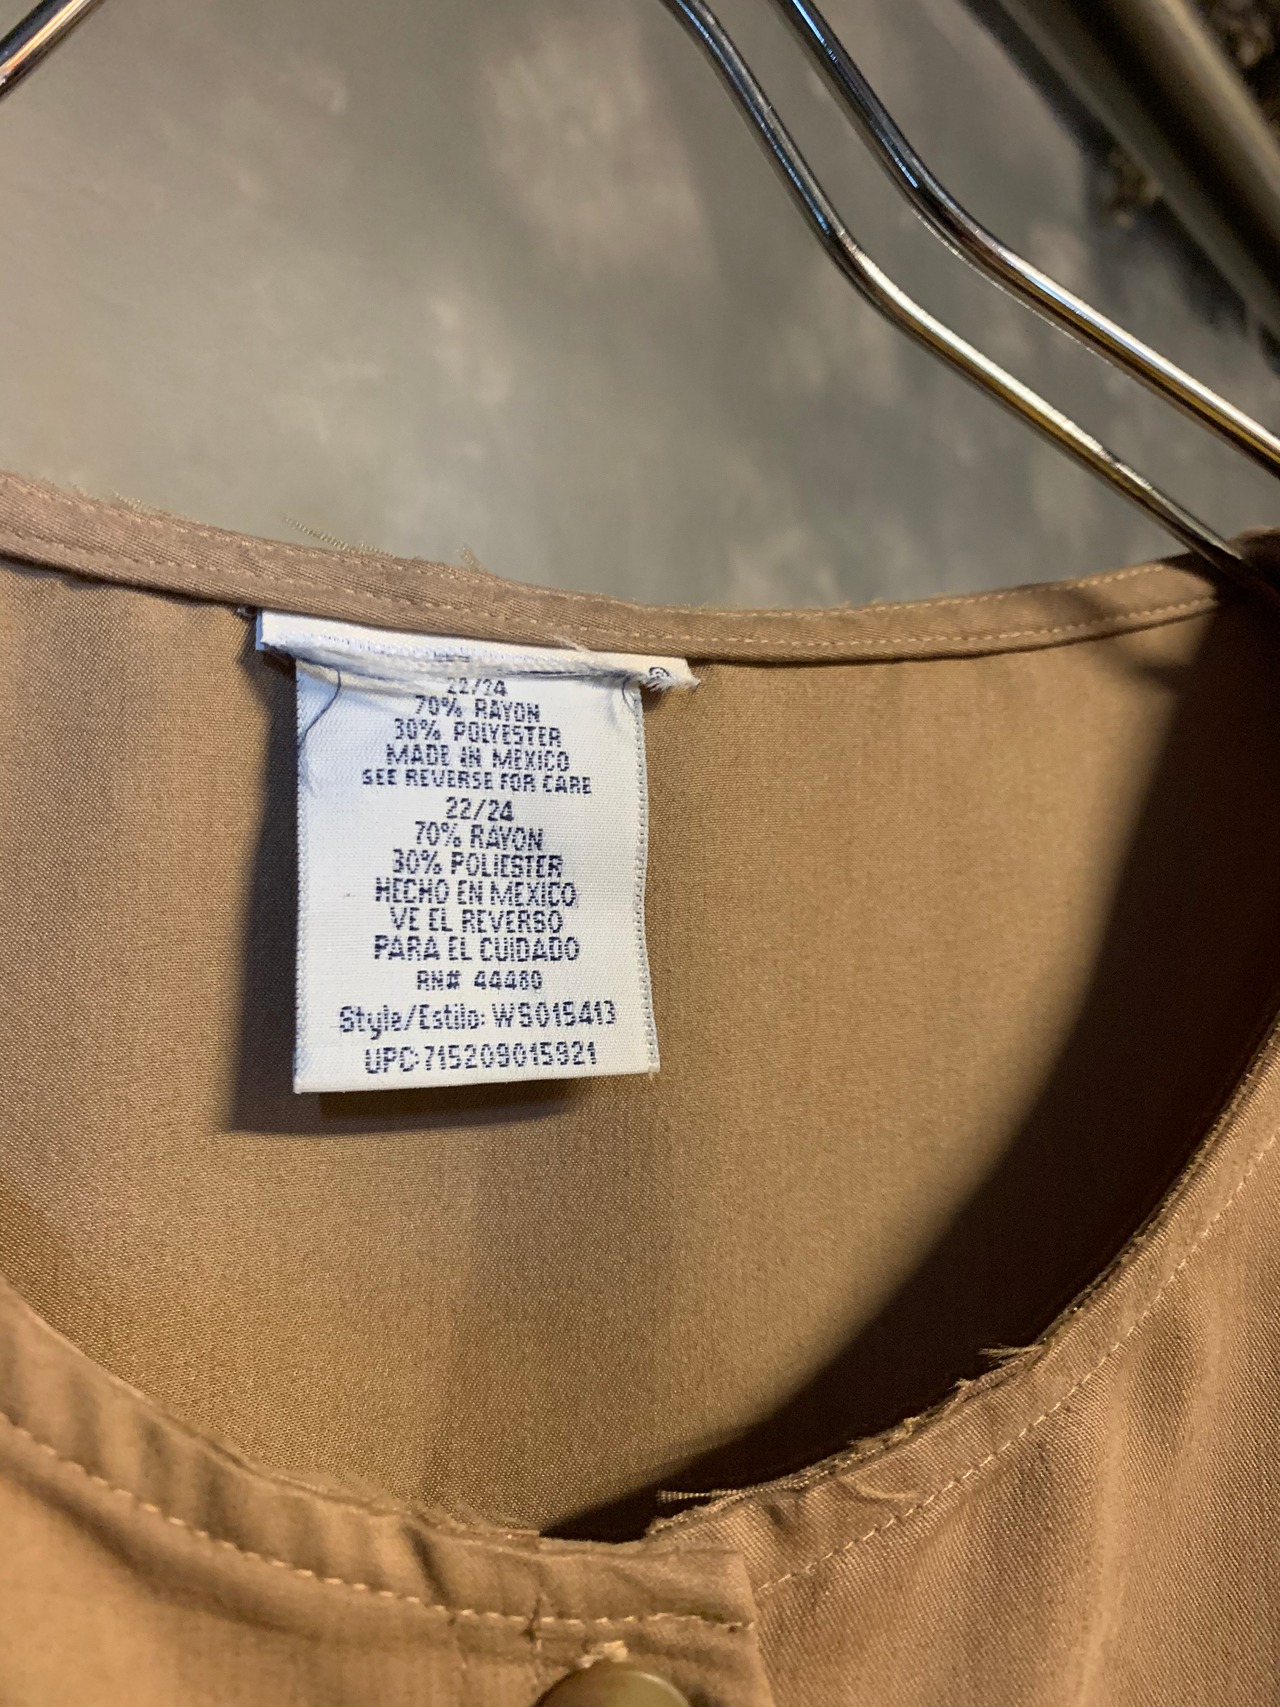 ®
22/24
70% RAYON
30% POLYESTER
MADE IN MEXICO
SEE REVERSE FOR CARE
22/24
70% RAYON
30% POLIESTER
HECHO EN MEXICO
VE EL REVERSO
PARA EL CUIDADO
RN# 44480
Style/Estilo: WS015413
UPC:715209015921